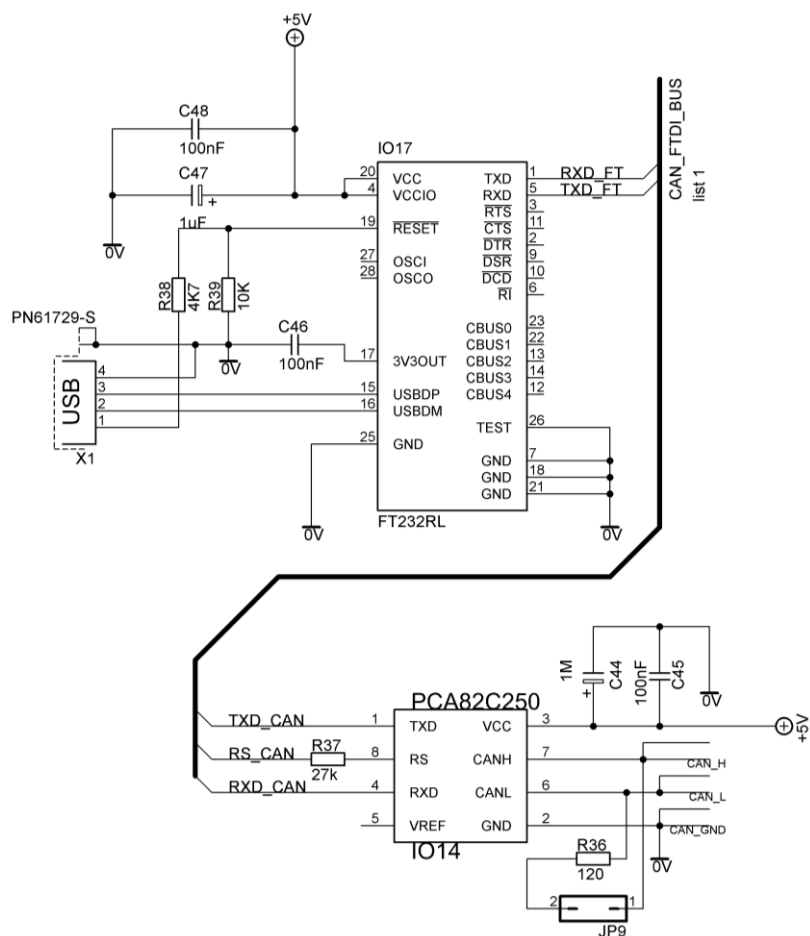 +5V
C48
100nF
C47
1uF
+
0V
IO17
20 VCC TXD 1 RXD_FT
4 VCCIO RXD 5 TXD_FT
RTS 3
19 RESET CTS 11
DTR 2
27 OSCI DSR 9
28 OSCO DCD 10
RI 6
CBUS0 23
CBUS1 22
17 3V3OUT CBUS2 13
CBUS3 14
15 USBDP CBUS4 12
16 USBDM
TEST 26
25 GND
GND 7
GND 18
GND 21
FT232RL
0V
0V
CAN_FTDI_BUS
list 1
R38
4K7
R39
10K
PN61729-S
C46
100nF
0V
USB
4
3
2
1
X1
1M
+
C44
100nF
C45
0V
PCA82C250
TXD_CAN 1 TXD VCC 3
+5V
RS_CAN R37 8 RS CANH 7
27k
CAN_H
RXD_CAN 4 RXD CANL 6
CAN_L
5 VREF GND 2
CAN_GND
IO14
0V
R36
120
2 1
JP9